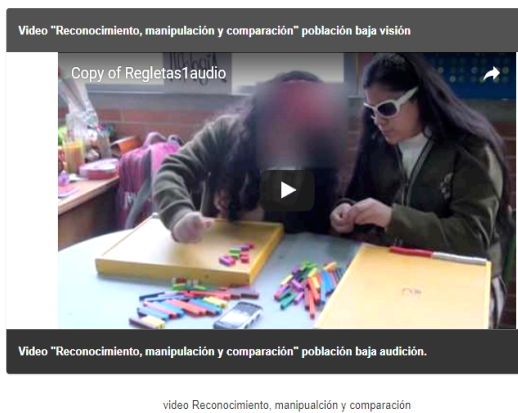 Video "Reconocimiento, manipulación y comparación" población baja visión
Copy of Regletas1audio
Video "Reconocimiento, manipulación y comparación" población baja audición.
video Reconocimiento, manipualción y comparación